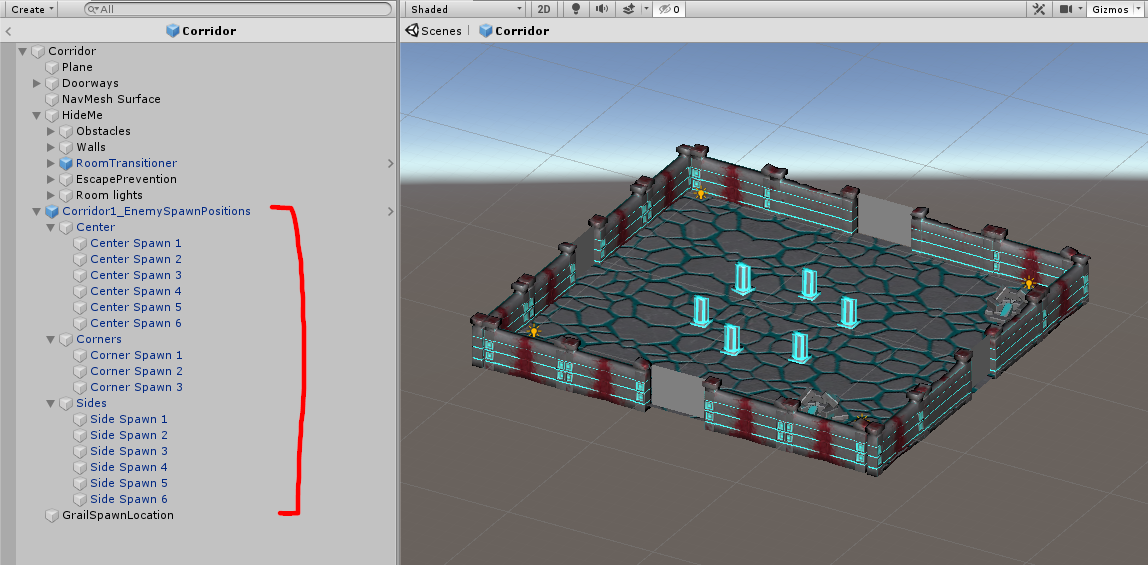 Create
All
Shaded
2D
0
Gizmos
Corridor
Scenes
Corridor
Corridor
Plane
Doorways
NavMesh Surface
HideMe
Obstacles
Walls
RoomTransitioner
EscapePrevention
Room lights
Corridor1_EnemySpawnPositions
Center
Center Spawn 1
Center Spawn 2
Center Spawn 3
Center Spawn 4
Center Spawn 5
Center Spawn 6
Corners
Corner Spawn 1
Corner Spawn 2
Corner Spawn 3
Sides
Side Spawn 1
Side Spawn 2
Side Spawn 3
Side Spawn 4
Side Spawn 5
Side Spawn 6
GrailSpawnLocation